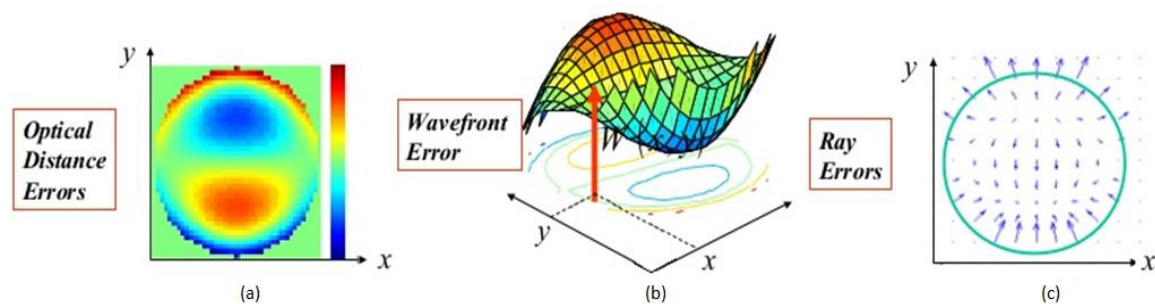 y
Optical
Distance
Errors
x
(a)
Wavefront
Error
y
x
(b)
Ray
Errors
y
x
(c)